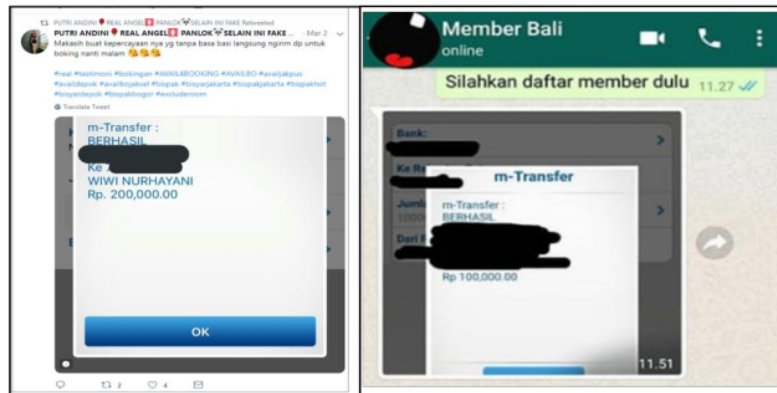 PUTRI ANDINI REAL ANGEL PANLOK SELAIN INI FAKE Retweeted
PUTRI ANDINI REAL ANGEL PANLOK SELAIN INI FAKE ... · Mar 2
Makasih buat kepercayaan nya yg tanpa basa basi langsung ngirim dp untuk
boking nanti malam
#real #testimoni #bookingan #AVAIL4BOOKING #AVAILBO #availjakpus
#availdepok #availbojaksel #bispak #bisyarjakarta #bispakjakarta #bispakhot
#bisyardepok #bispakbogor #excluderoom
Translate Tweet
m-Transfer :
BERHASIL
Ke
WIWI NURHAYANI
Rp. 200,000.00
OK
2
4
Member Bali
online
Silahkan daftar member dulu 11.27
Bank:
Ke Re
m-Transfer
Jumla
m-Transfer :
BERHASIL
Dari R
Rp 100,000.00
11.51